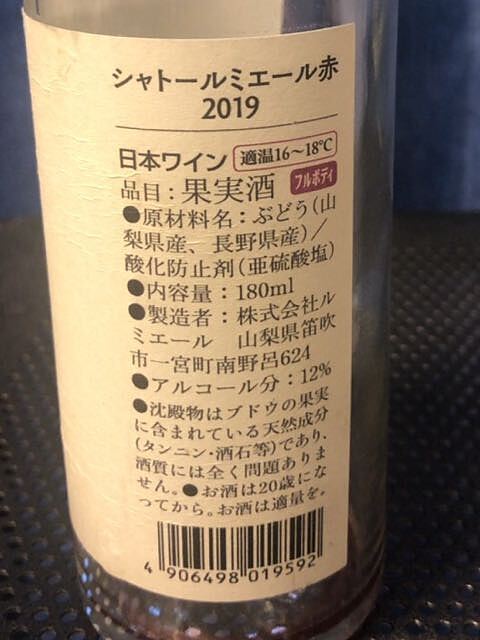 シャトールミエール赤
2019
日本ワイン 適温16〜18℃
品目：果実酒 フルボディ
●原材料名：ぶどう（山
梨県産、長野県産）／
酸化防止剤（亜硫酸塩）
●内容量：180ml
●製造者：株式会社ル
ミエール　山梨県笛吹
市一宮町南野呂624
●アルコール分：12%
●沈殿物はブドウの果実
に含まれている天然成分
（タンニン・酒石等）であり、
酒質には全く問題ありま
せん。●お酒は20歳にな
ってから。お酒は適量を。
4 906498 019592